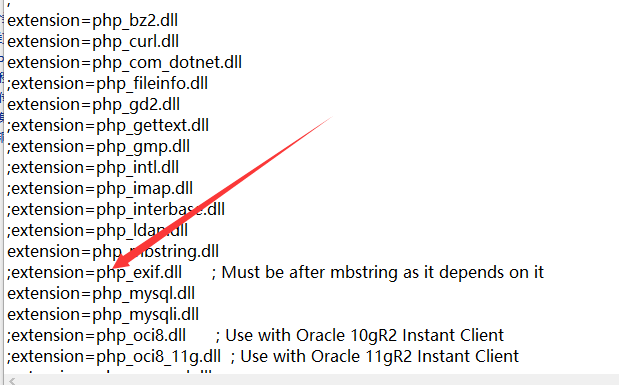 ;
extension=php_bz2.dll
extension=php_curl.dll
extension=php_com_dotnet.dll
;extension=php_fileinfo.dll
extension=php_gd2.dll
;extension=php_gettext.dll
;extension=php_gmp.dll
;extension=php_intl.dll
;extension=php_imap.dll
;extension=php_interbase.dll
;extension=php_ldap.dll
extension=php_mbstring.dll
;extension=php_exif.dll ; Must be after mbstring as it depends on it
extension=php_mysql.dll
extension=php_mysqli.dll
;extension=php_oci8.dll ; Use with Oracle 10gR2 Instant Client
;extension=php_oci8_11g.dll ; Use with Oracle 11gR2 Instant Client